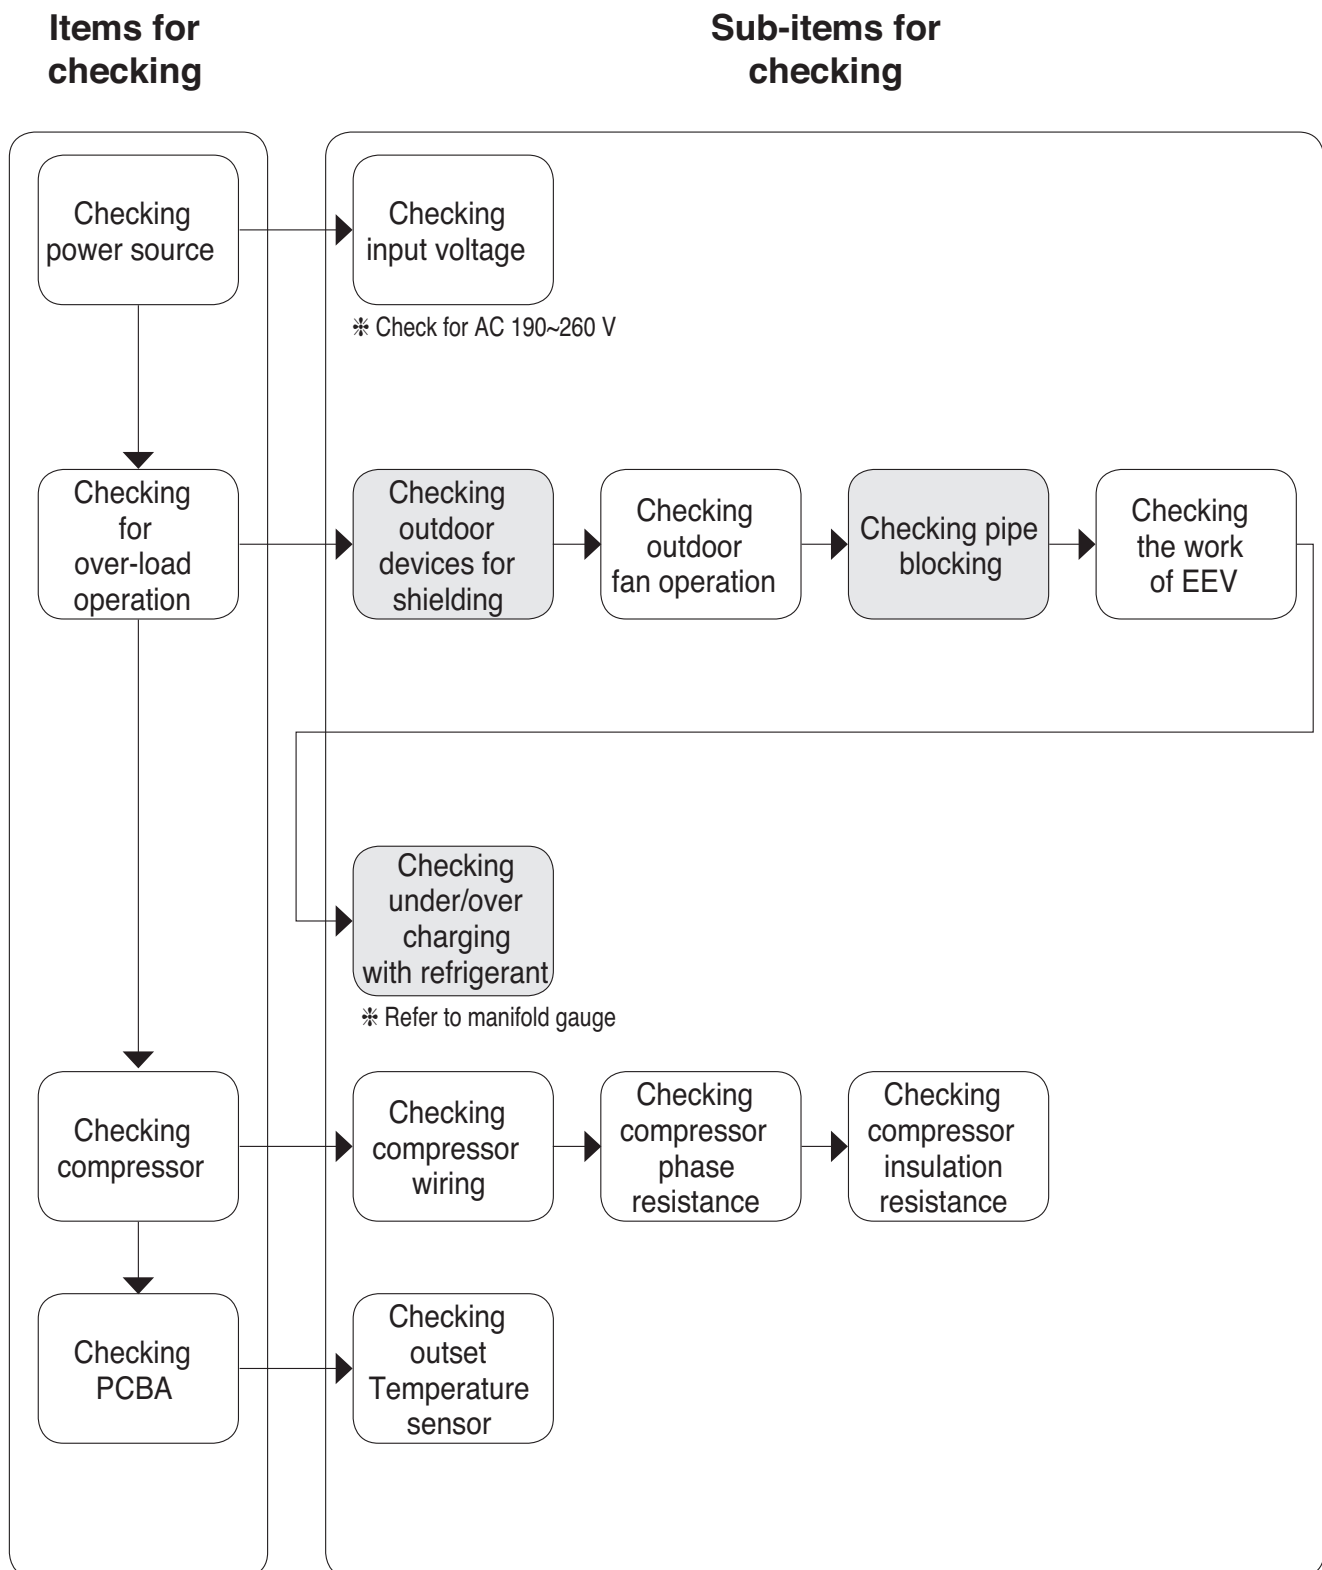 Items for
checking
Sub-items for
checking
Checking
power source
Checking
input voltage
❈ Check for AC 190~260 V
Checking
for
over-load
operation
Checking
outdoor
devices for
shielding
Checking
outdoor
fan operation
Checking pipe
blocking
Checking
the work
of EEV
Checking
under/over
charging
with refrigerant
❈ Refer to manifold gauge
Checking
compressor
Checking
compressor
wiring
Checking
compressor
phase
resistance
Checking
compressor
insulation
resistance
Checking
PCBA
Checking
outset
Temperature
sensor